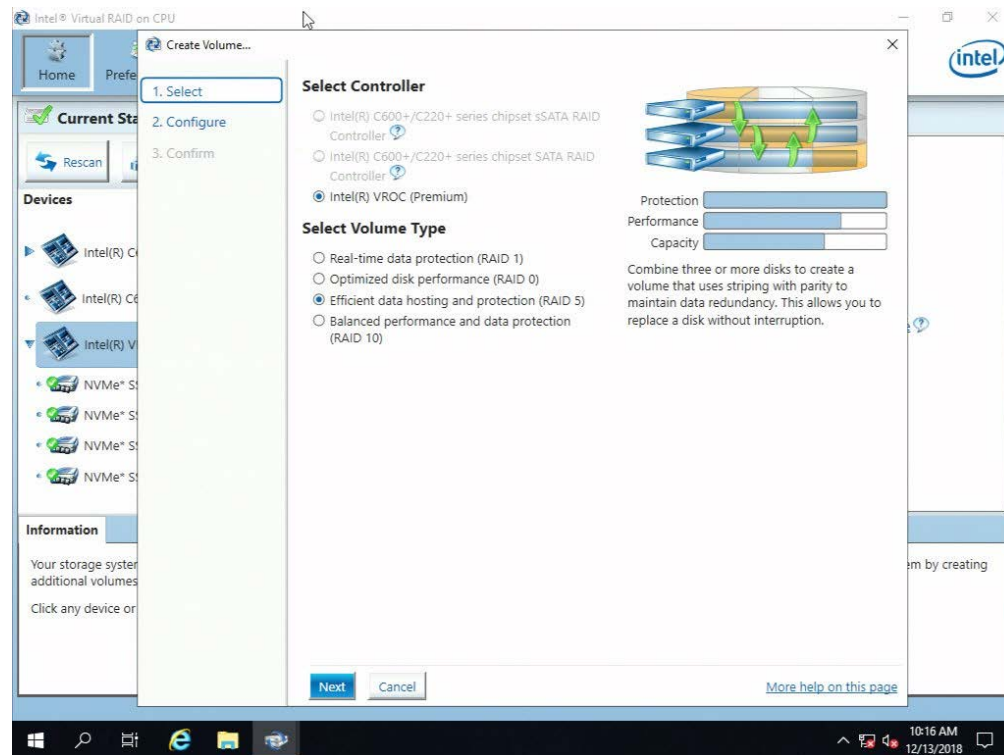 Intel® Virtual RAID on CPU
Home
intel
Current
Rescan
Devices
Intel(R)
Intel(R)
Intel(R)
NVMe*
NVMe*
NVMe*
NVMe*
Information
Your storage
additional volumes
Click any device or
by creating
Create Volume...
1. Select
2. Configure
3. Confirm
Select Controller
Intel(R) C600+/C220+ series chipset sSATA RAID
Controller
Intel(R) C600+/C220+ series chipset SATA RAID
Controller
Intel(R) VROC (Premium)
Select Volume Type
Real-time data protection (RAID 1)
Optimized disk performance (RAID 0)
Efficient data hosting and protection (RAID 5)
Balanced performance and data protection
(RAID 10)
Protection
Performance
Capacity
Combine three or more disks to create a
volume that uses striping with parity to
maintain data redundancy. This allows you to
replace a disk without interruption.
Next
Cancel
More help on this page
10:16 AM
12/13/2018